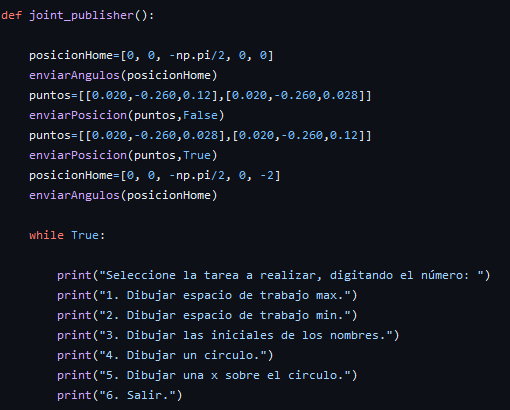 def joint_publisher():
posicionHome=[0, 0, -np.pi/2, 0, 0]
enviarAngulos(posicionHome)
puntos=[[0.020,-0.260,0.12],[0.020,-0.260,0.028]]
enviarPosicion(puntos,False)
puntos=[[0.020,-0.260,0.028],[0.020,-0.260,0.12]]
enviarPosicion(puntos,True)
posicionHome=[0, 0, -np.pi/2, 0, -2]
enviarAngulos(posicionHome)
while True:
print("Seleccione la tarea a realizar, digitando el número: ")
print("1. Dibujar espacio de trabajo max.")
print("2. Dibujar espacio de trabajo min.")
print("3. Dibujar las iniciales de los nombres.")
print("4. Dibujar un circulo.")
print("5. Dibujar una x sobre el circulo.")
print("6. Salir.")